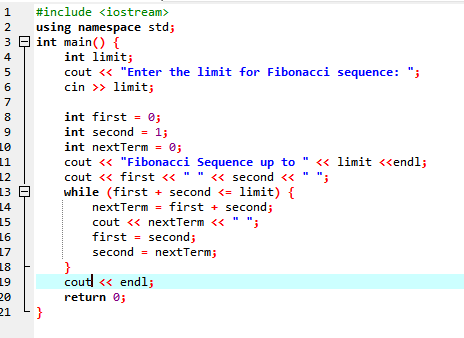 1 #include <iostream>
2 using namespace std;
3 int main() {
4 int limit;
5 cout << "Enter the limit for Fibonacci sequence: ";
6 cin >> limit;
7
8 int first = 0;
9 int second = 1;
10 int nextTerm = 0;
11 cout << "Fibonacci Sequence up to " << limit <<endl;
12 cout << first << " " << second << " ";
13 while (first + second <= limit) {
14 nextTerm = first + second;
15 cout << nextTerm << " ";
16 first = second;
17 second = nextTerm;
18 }
19 cout << endl;
20 return 0;
21 }